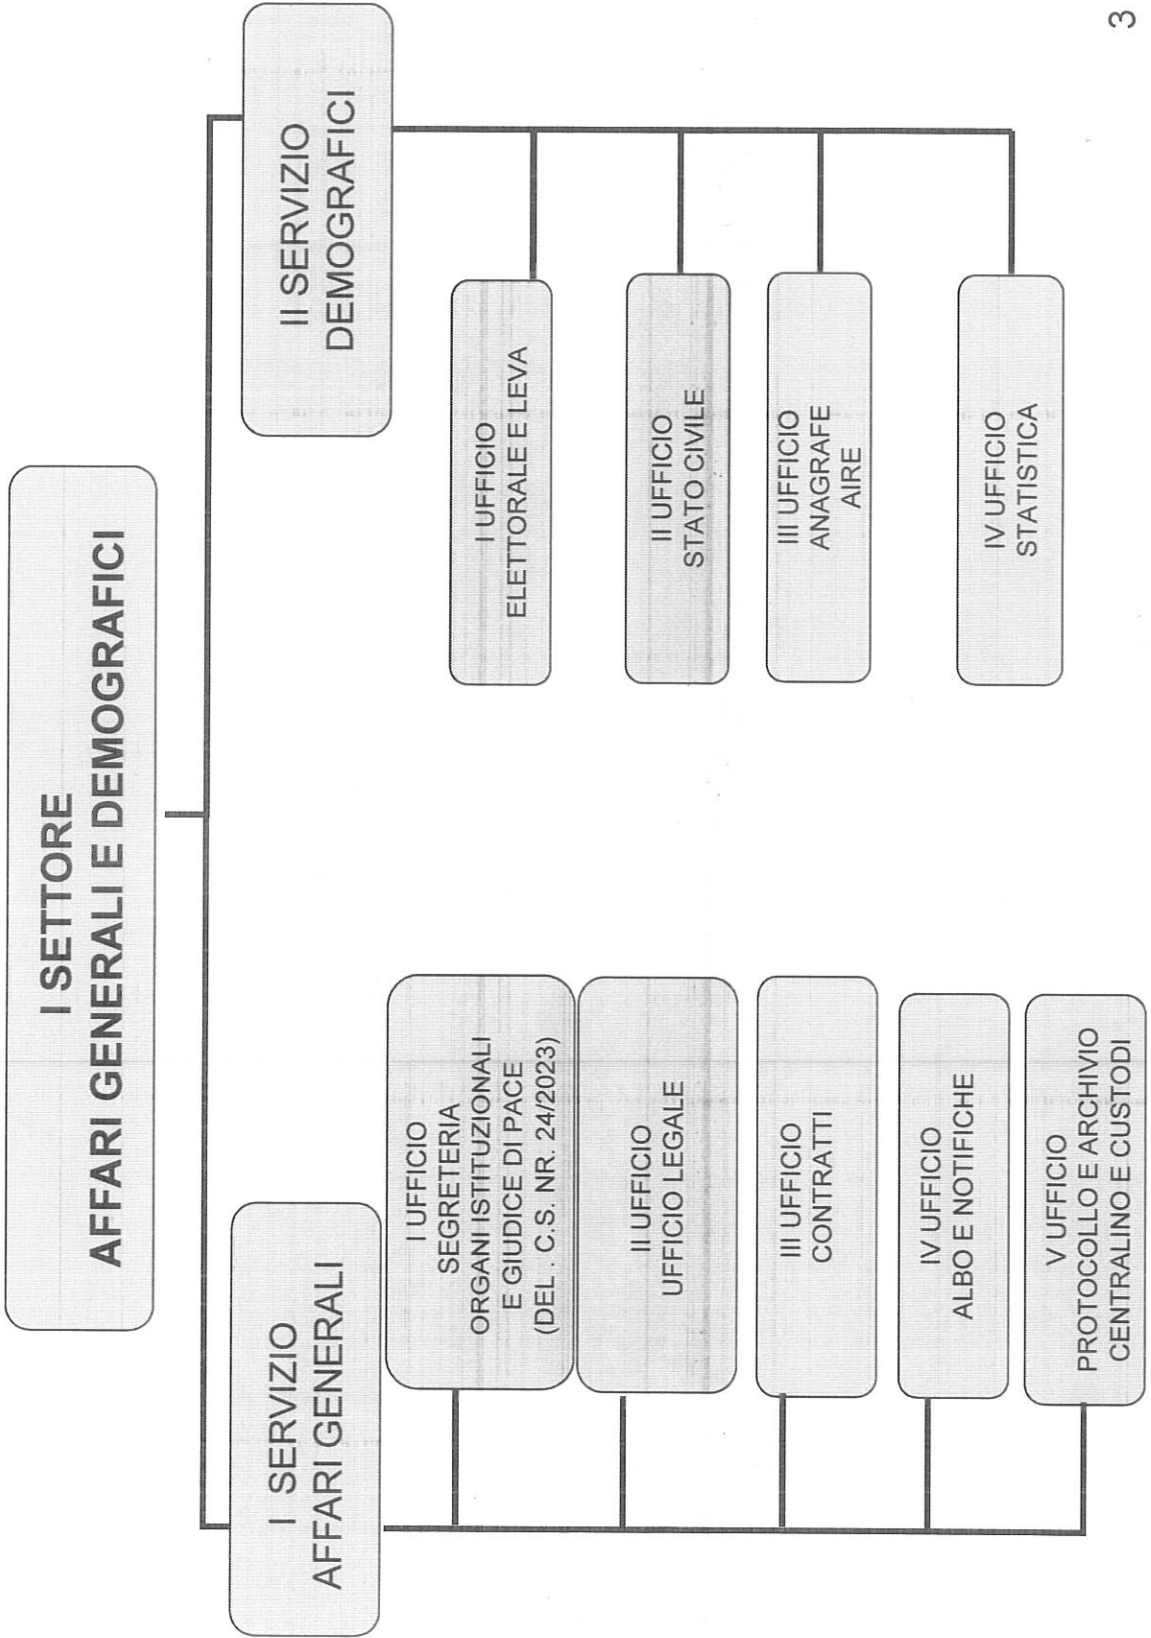 I SETTORE
AFFARI GENERALI E DEMOGRAFICI
I SERVIZIO
AFFARI GENERALI
I UFFICIO
SEGRETERIA
ORGANI ISTITUZIONALI
E GIUDICE DI PACE
(DEL . C.S. NR. 24/2023)
II UFFICIO
UFFICIO LEGALE
III UFFICIO
CONTRATTI
IV UFFICIO
ALBO E NOTIFICHE
V UFFICIO
PROTOCOLLO E ARCHIVIO
CENTRALINO E CUSTODI
II SERVIZIO
DEMOGRAFICI
I UFFICIO
ELETTORALE E LEVA
II UFFICIO
STATO CIVILE
III UFFICIO
ANAGRAFE
AIRE
IV UFFICIO
STATISTICA
3